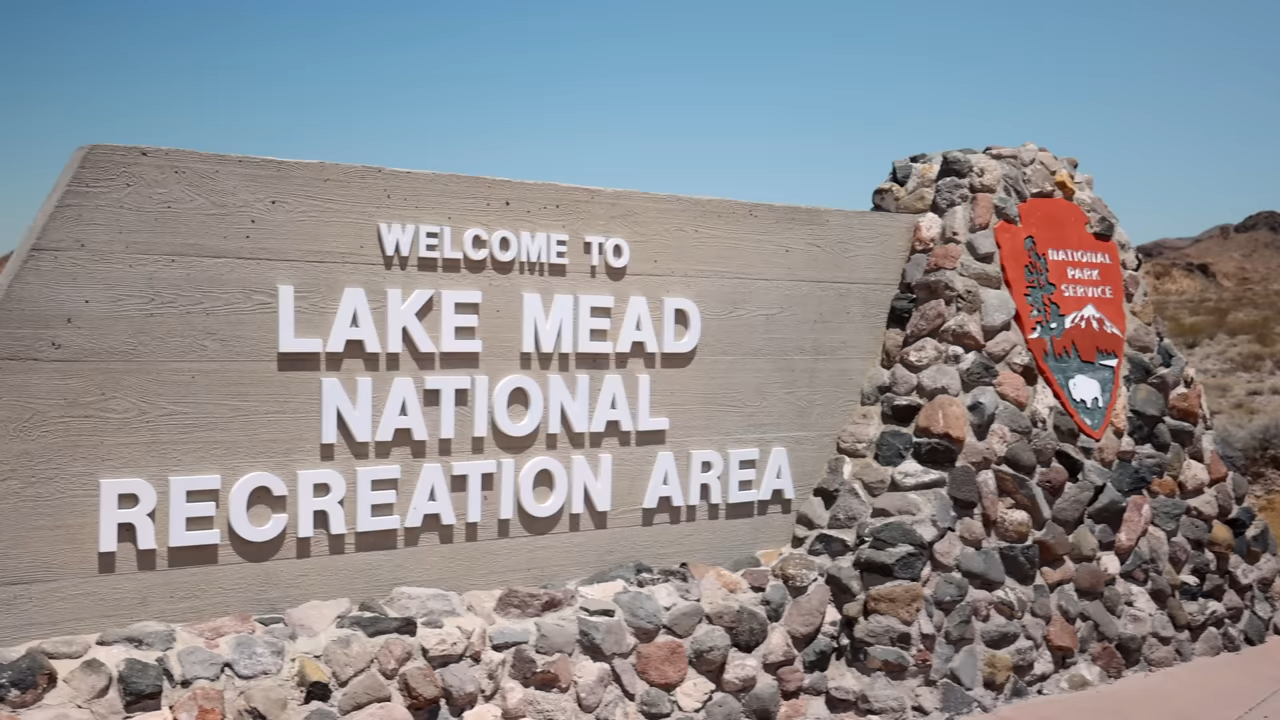 WELCOME TO
LAKE MEAD
NATIONAL
RECREATION AREA
NATIONAL
PARK
SERVICE